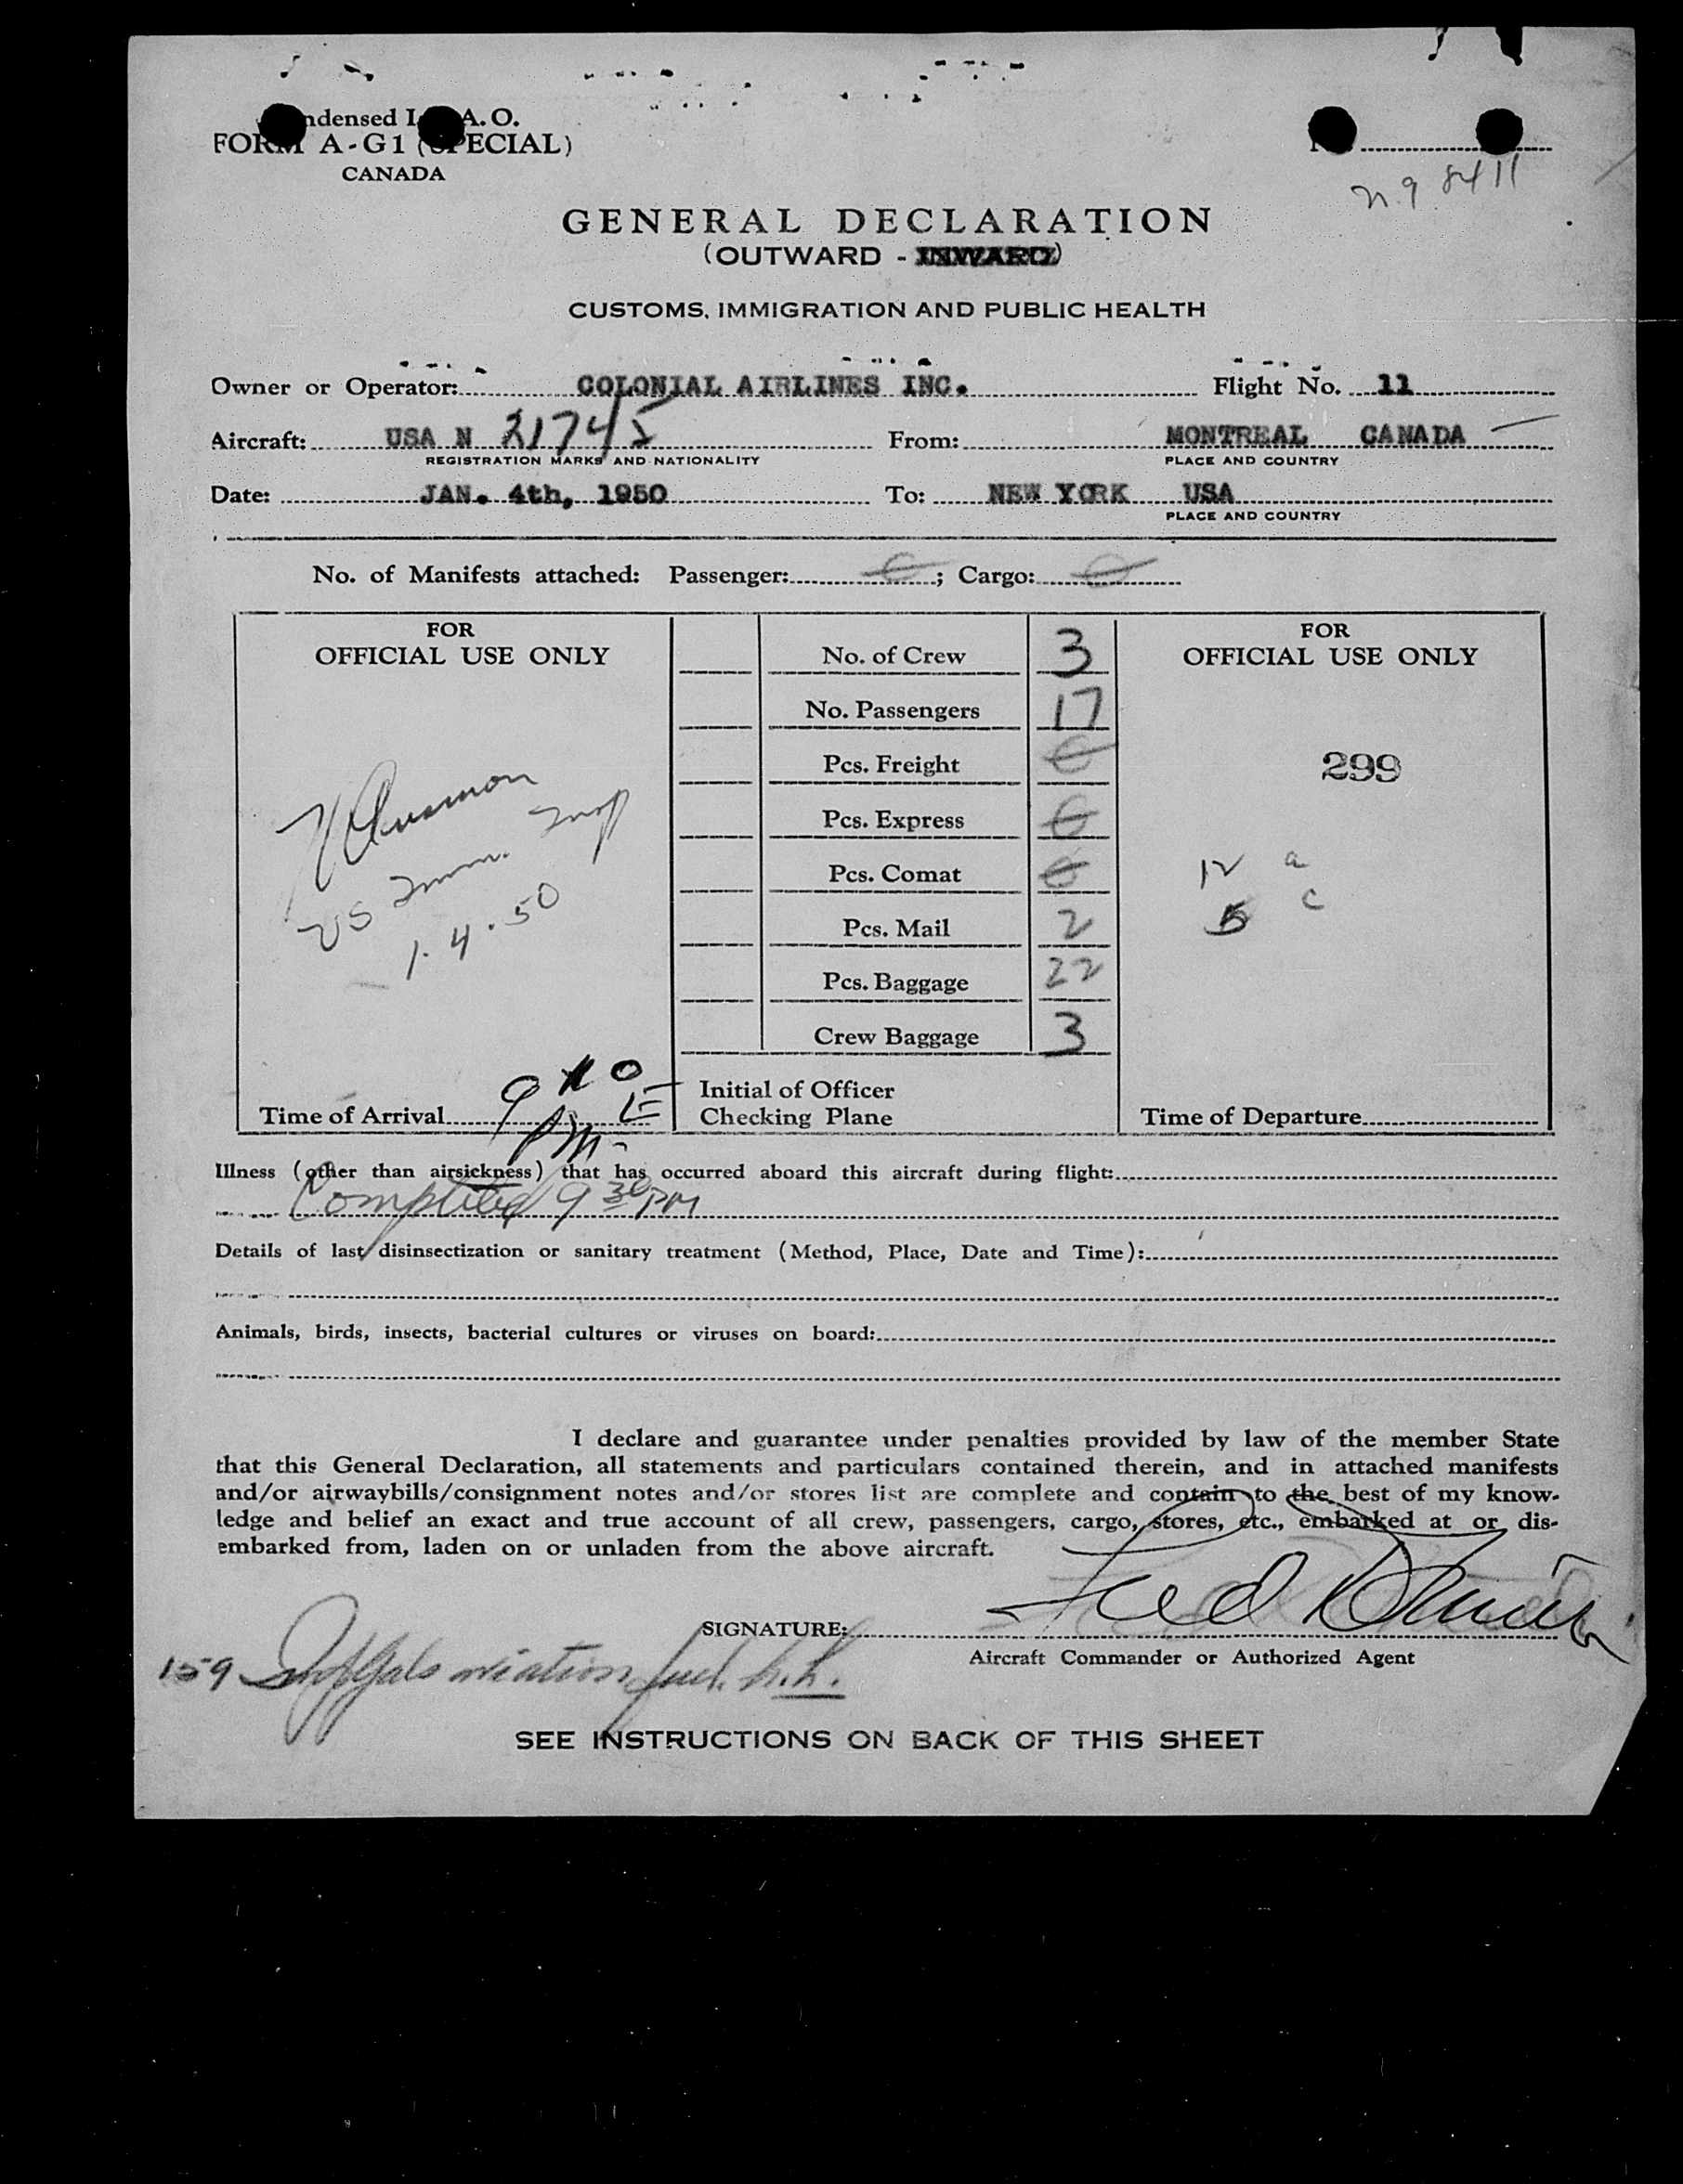 ndensed I A.O.
FORM A-G1 (SPECIAL)
CANADA
8411
GENERAL DECLARATION
(OUTWARD - INWARD)
CUSTOMS, IMMIGRATION AND PUBLIC HEALTH
Owner or Operator: COLONIAL AIRLINES INC. Flight No. 11
Aircraft: USA N 21745 From: MONTREAL CANADA
REGISTRATION MARKS AND NATIONALITY PLACE AND COUNTRY
Date: JAN. 4th, 1950 To: NEW YORK USA
PLACE AND COUNTRY
No. of Manifests attached: Passenger: ; Cargo:
FOR
OFFICIAL USE ONLY
US Imm. Insp
1.4.50
Time of Arrival 9 10
PM
No. of Crew 3
No. Passengers 17
Pcs. Freight
Pcs. Express
Pcs. Comat
Pcs. Mail 2
Pcs. Baggage 22
Crew Baggage 3
Initial of Officer
Checking Plane
FOR
OFFICIAL USE ONLY
299
12 a
5 c
Time of Departure
Illness (other than airsickness) that has occurred aboard this aircraft during flight:
Completed 9 30 PM
Details of last disinsectization or sanitary treatment (Method, Place, Date and Time):
Animals, birds, insects, bacterial cultures or viruses on board:
I declare and guarantee under penalties provided by law of the member State
that this General Declaration, all statements and particulars contained therein, and in attached manifests
and/or airwaybills/consignment notes and/or stores list are complete and contain to the best of my know-
ledge and belief an exact and true account of all crew, passengers, cargo, stores, etc., embarked at or dis-
embarked from, laden on or unladen from the above aircraft.
SIGNATURE: Fred
Aircraft Commander or Authorized Agent
159 gals aviation fuel
SEE INSTRUCTIONS ON BACK OF THIS SHEET